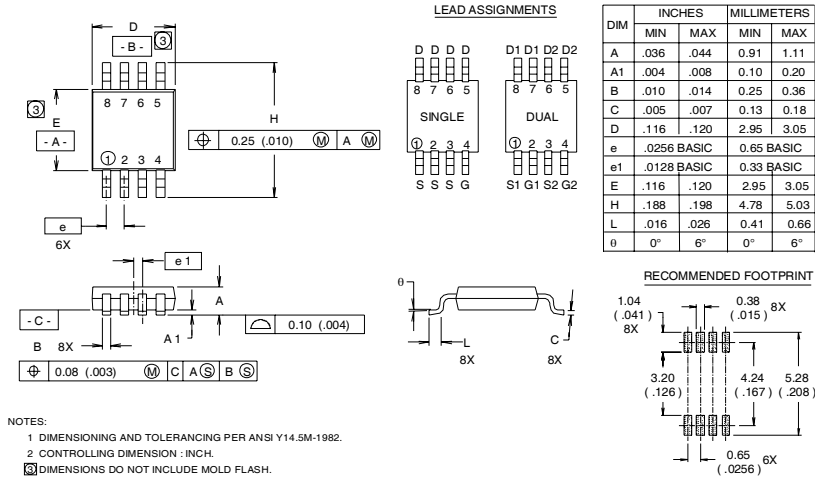 LEAD ASSIGNMENTS
D
- B -
3
8 7 6 5
3
E
- A -
H
1 2 3 4
⌖ 0.25 (.010) Ⓜ A Ⓜ
e
6X
D D D D
8 7 6 5
SINGLE
1 2 3 4
S S S G
D1 D1 D2 D2
8 7 6 5
DUAL
1 2 3 4
S1 G1 S2 G2
DIM INCHES MILLIMETERS
MIN MAX MIN MAX
A .036 .044 0.91 1.11
A1 .004 .008 0.10 0.20
B .010 .014 0.25 0.36
C .005 .007 0.13 0.18
D .116 .120 2.95 3.05
e .0256 BASIC 0.65 BASIC
e1 .0128 BASIC 0.33 BASIC
E .116 .120 2.95 3.05
H .188 .198 4.78 5.03
L .016 .026 0.41 0.66
θ 0° 6° 0° 6°
e 1
A
- C -
B 8X
A 1
0.10 (.004)
⌖ 0.08 (.003) Ⓜ C A Ⓢ B Ⓢ
θ
L
8X
C
8X
RECOMMENDED FOOTPRINT
1.04
( .041 )
8X
0.38
( .015 )
8X
3.20
( .126 )
4.24
( .167 )
5.28
( .208 )
0.65
( .0256 )
6X
NOTES:
1 DIMENSIONING AND TOLERANCING PER ANSI Y14.5M-1982.
2 CONTROLLING DIMENSION : INCH.
3 DIMENSIONS DO NOT INCLUDE MOLD FLASH.